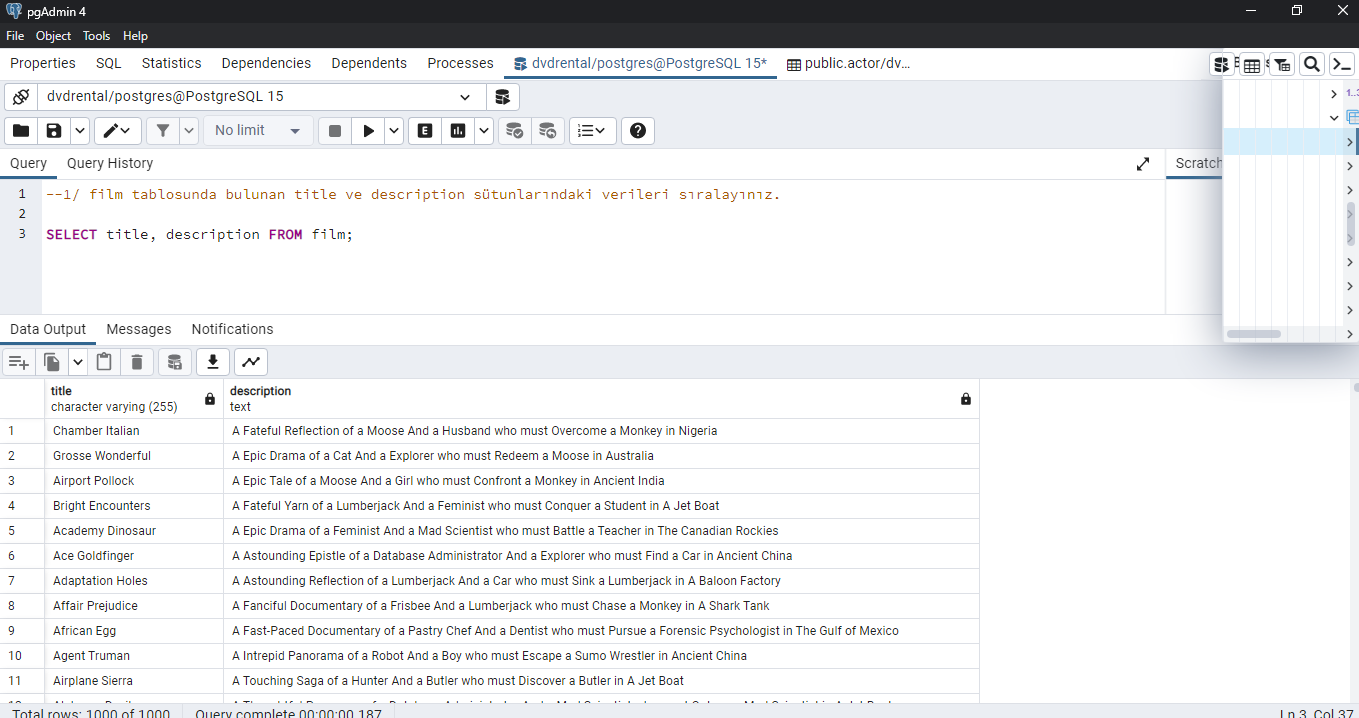 pgAdmin 4
File Object Tools Help
Properties SQL Statistics Dependencies Dependents Processes dvdrental/postgres@PostgreSQL 15* public.actor/dv...
dvdrental/postgres@PostgreSQL 15
No limit
E
Query Query History
Scratch
1 --1/ film tablosunda bulunan title ve description sütunlarındaki verileri sıralayınız.
2
3 SELECT title, description FROM film;
1..3
Data Output Messages Notifications
title description
character varying (255) text
1 Chamber Italian A Fateful Reflection of a Moose And a Husband who must Overcome a Monkey in Nigeria
2 Grosse Wonderful A Epic Drama of a Cat And a Explorer who must Redeem a Moose in Australia
3 Airport Pollock A Epic Tale of a Moose And a Girl who must Confront a Monkey in Ancient India
4 Bright Encounters A Fateful Yarn of a Lumberjack And a Feminist who must Conquer a Student in A Jet Boat
5 Academy Dinosaur A Epic Drama of a Feminist And a Mad Scientist who must Battle a Teacher in The Canadian Rockies
6 Ace Goldfinger A Astounding Epistle of a Database Administrator And a Explorer who must Find a Car in Ancient China
7 Adaptation Holes A Astounding Reflection of a Lumberjack And a Car who must Sink a Lumberjack in A Baloon Factory
8 Affair Prejudice A Fanciful Documentary of a Frisbee And a Lumberjack who must Chase a Monkey in A Shark Tank
9 African Egg A Fast-Paced Documentary of a Pastry Chef And a Dentist who must Pursue a Forensic Psychologist in The Gulf of Mexico
10 Agent Truman A Intrepid Panorama of a Robot And a Boy who must Escape a Sumo Wrestler in Ancient China
11 Airplane Sierra A Touching Saga of a Hunter And a Butler who must Discover a Butler in A Jet Boat
Total rows: 1000 of 1000 Query complete 00:00:00.187 Ln 3, Col 37